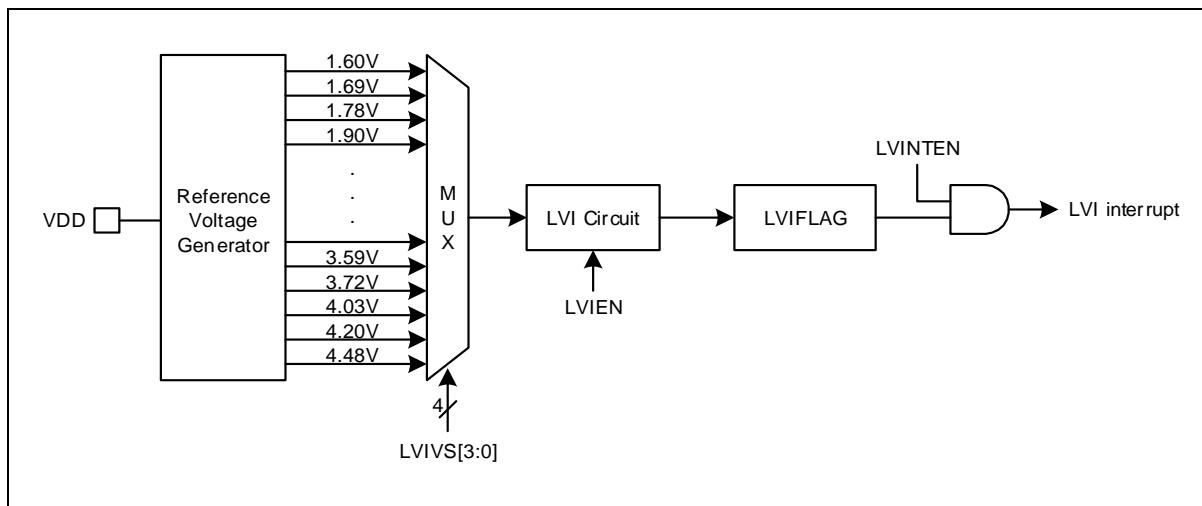 VDD
Reference
Voltage
Generator
1.60V
1.69V
1.78V
1.90V
.
.
.
3.59V
3.72V
4.03V
4.20V
4.48V
M
U
X
4
LVIVS[3:0]
LVI Circuit
LVIEN
LVIFLAG
LVINTEN
LVI interrupt